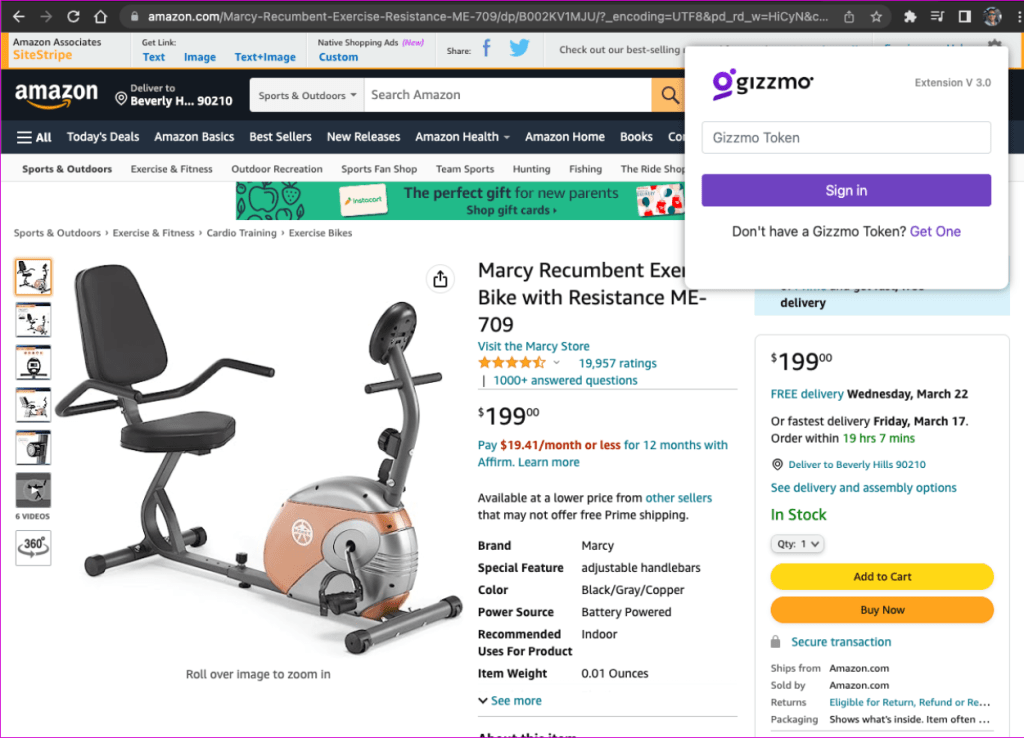 amazon.com/Marcy-Recumbent-Exercise-Resistance-ME-709/dp/B002KV1MJU/?_encoding=UTF8&pd_rd_w=HiCyN&c...
Amazon Associates
SiteStripe
Get Link:
Text Image Text+Image
Native Shopping Ads (New)
Custom
Share:
Check out our best-selling
gizzmo
Extension V 3.0
Gizzmo Token
Sign in
Don't have a Gizzmo Token? Get One
amazon
Deliver to
Beverly H... 90210
Sports & Outdoors
Search Amazon
All Today's Deals Amazon Basics Best Sellers New Releases Amazon Health Amazon Home Books
Sports & Outdoors Exercise & Fitness Outdoor Recreation Sports Fan Shop Team Sports Hunting Fishing The Ride Shop
instacart
The perfect gift for new parents
Shop gift cards ›
Sports & Outdoors › Exercise & Fitness › Cardio Training › Exercise Bikes
6 VIDEOS
360°
Roll over image to zoom in
Marcy Recumbent Exer
Bike with Resistance ME-
709
Visit the Marcy Store
19,957 ratings
| 1000+ answered questions
$19900
Pay $19.41/month or less for 12 months with
Affirm. Learn more
Available at a lower price from other sellers
that may not offer free Prime shipping.
Brand Marcy
Special Feature adjustable handlebars
Color Black/Gray/Copper
Power Source Battery Powered
Recommended Indoor
Uses For Product
Item Weight 0.01 Ounces
See more
About this item
delivery
$19900
FREE delivery Wednesday, March 22
Or fastest delivery Friday, March 17.
Order within 19 hrs 7 mins
Deliver to Beverly Hills 90210
See delivery and assembly options
In Stock
Qty: 1
Add to Cart
Buy Now
Secure transaction
Ships from Amazon.com
Sold by Amazon.com
Returns Eligible for Return, Refund or Re...
Packaging Shows what's inside. Item often ...